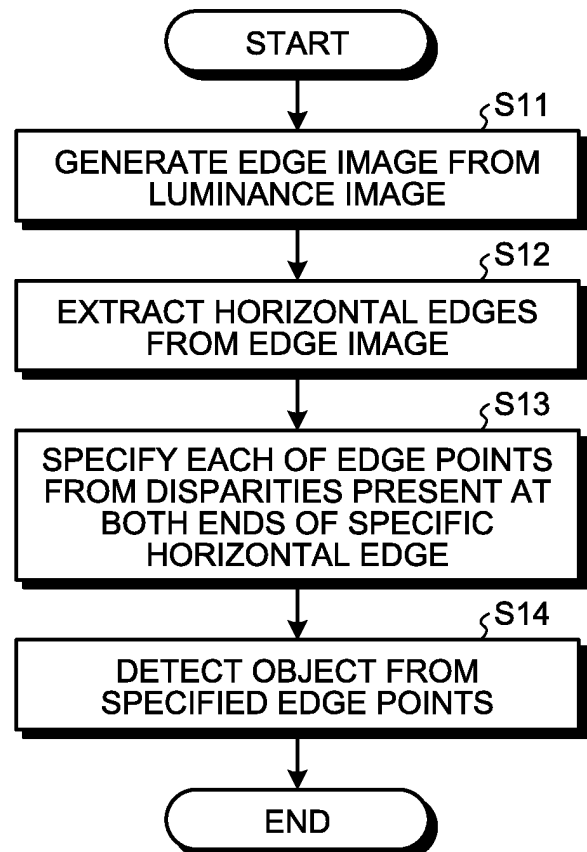 START
S11
GENERATE EDGE IMAGE FROM
LUMINANCE IMAGE
S12
EXTRACT HORIZONTAL EDGES
FROM EDGE IMAGE
S13
SPECIFY EACH OF EDGE POINTS
FROM DISPARITIES PRESENT AT
BOTH ENDS OF SPECIFIC
HORIZONTAL EDGE
S14
DETECT OBJECT FROM
SPECIFIED EDGE POINTS
END